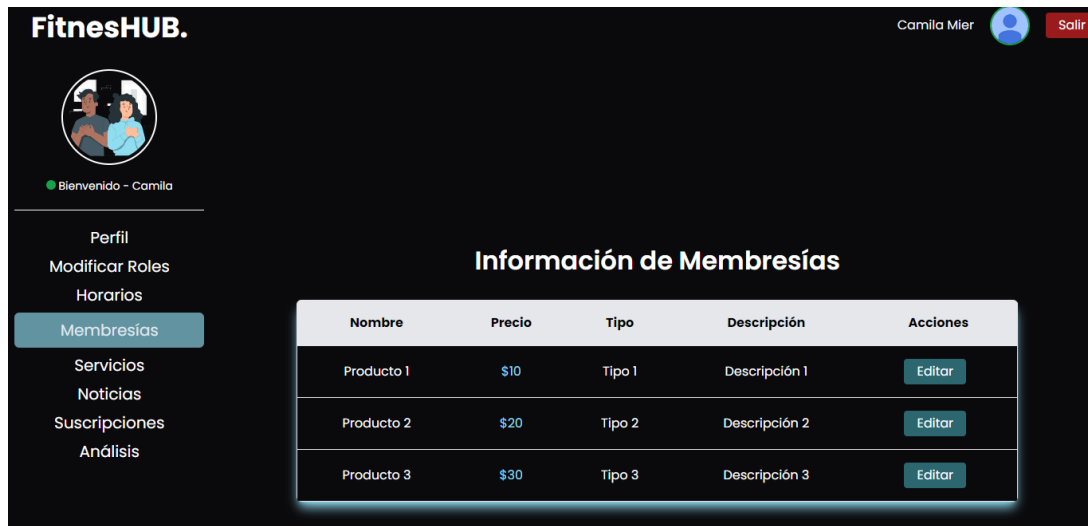 FitnesHUB.
Camila Mier
Salir
Bienvenido - Camila
Perfil
Modificar Roles
Horarios
Membresías
Servicios
Noticias
Suscripciones
Análisis
Información de Membresías
Nombre Precio Tipo Descripción Acciones
Producto 1 $10 Tipo 1 Descripción 1 Editar
Producto 2 $20 Tipo 2 Descripción 2 Editar
Producto 3 $30 Tipo 3 Descripción 3 Editar